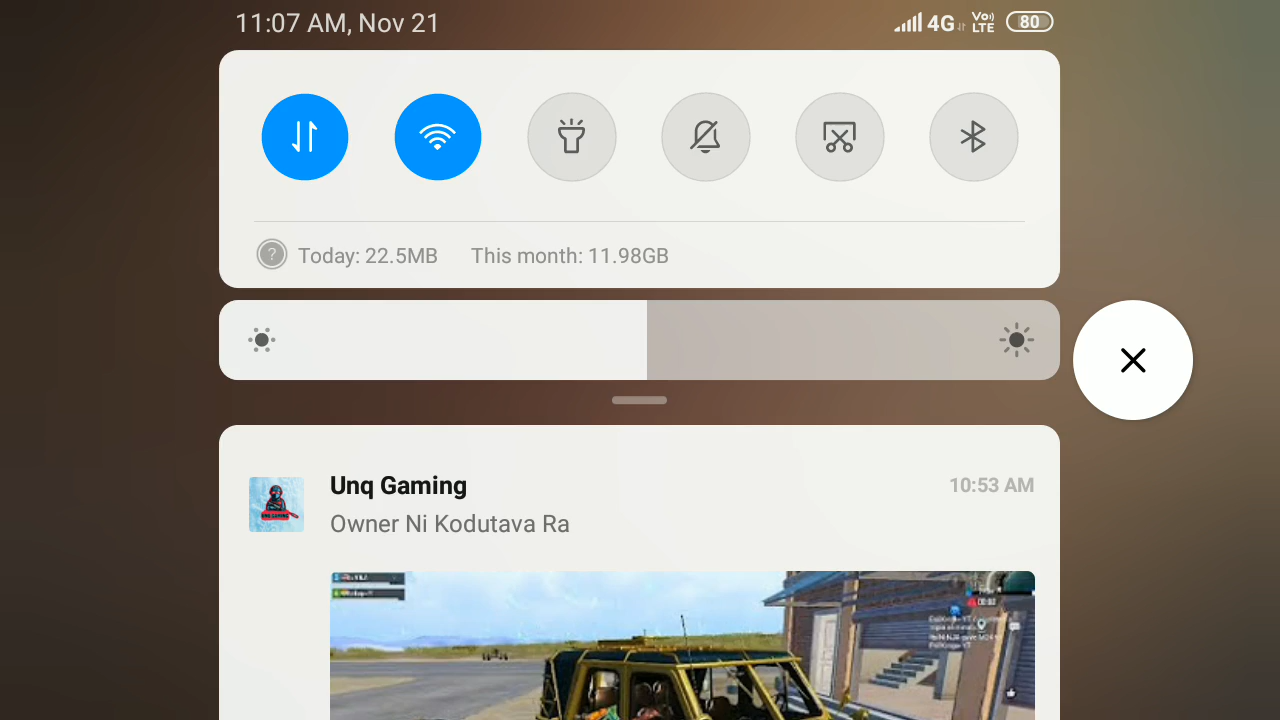 11:07 AM, Nov 21
4G Vo) LTE 80
? Today: 22.5MB This month: 11.98GB
Unq Gaming
10:53 AM
Owner Ni Kodutava Ra